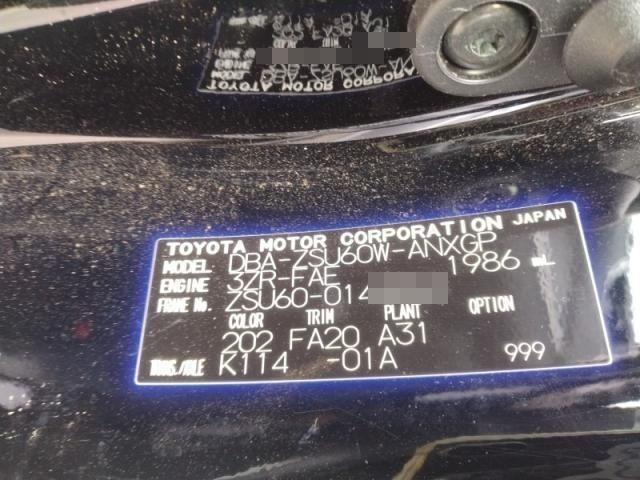 TOYOTA MOTOR CORPORATION JAPAN
MODEL DBA-ZSU60W-ANXGP
ENGINE 3ZR-FAE 1986 mL
FRAME No. ZSU60-014
COLOR TRIM PLANT OPTION
202 FA20 A31
TRANS./AXLE K114 -01A 999